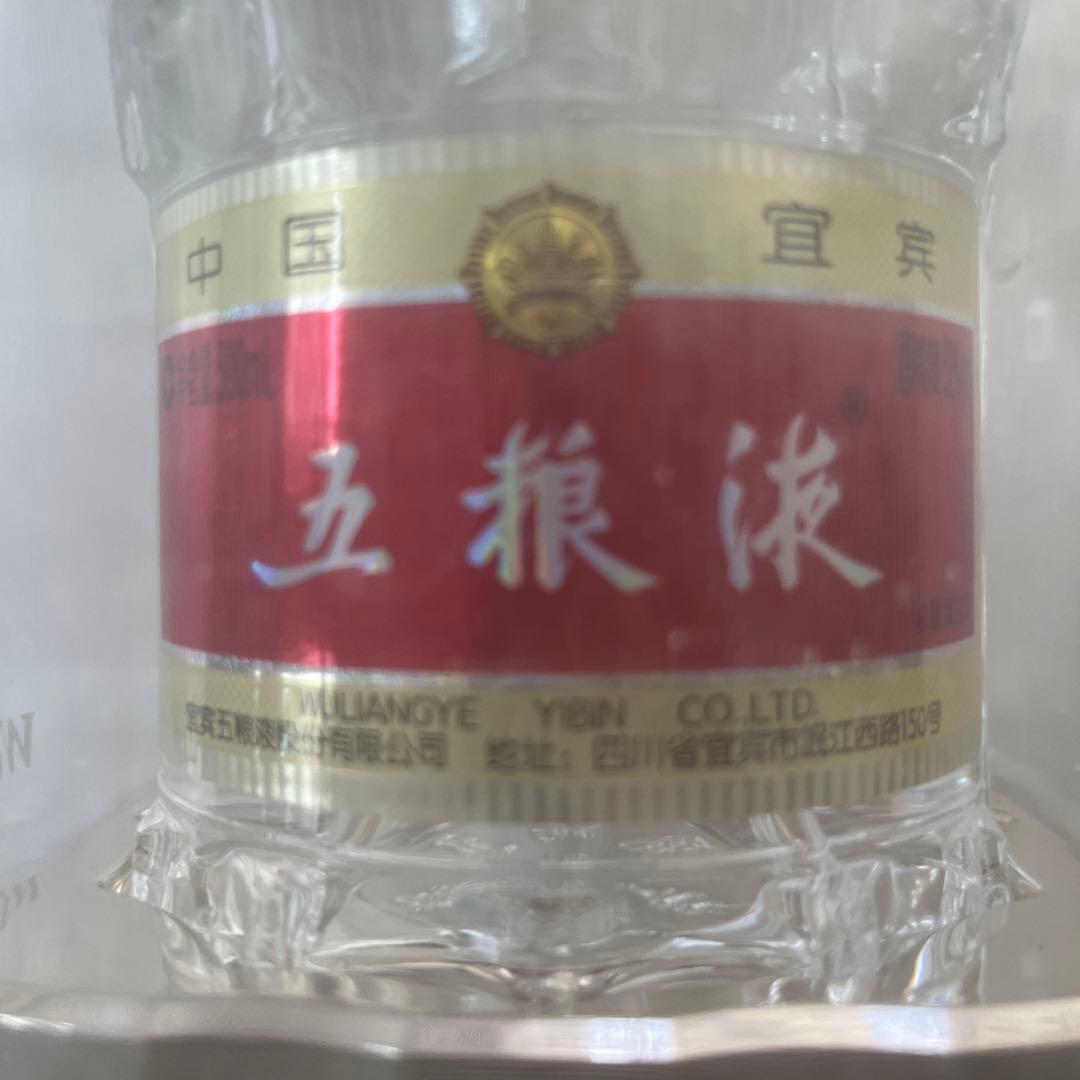 中国 宜宾
五粮液®
WULIANGYE YIBIN CO.,LTD.
宜宾五粮液股份有限公司 地址：四川省宜宾市岷江西路150号